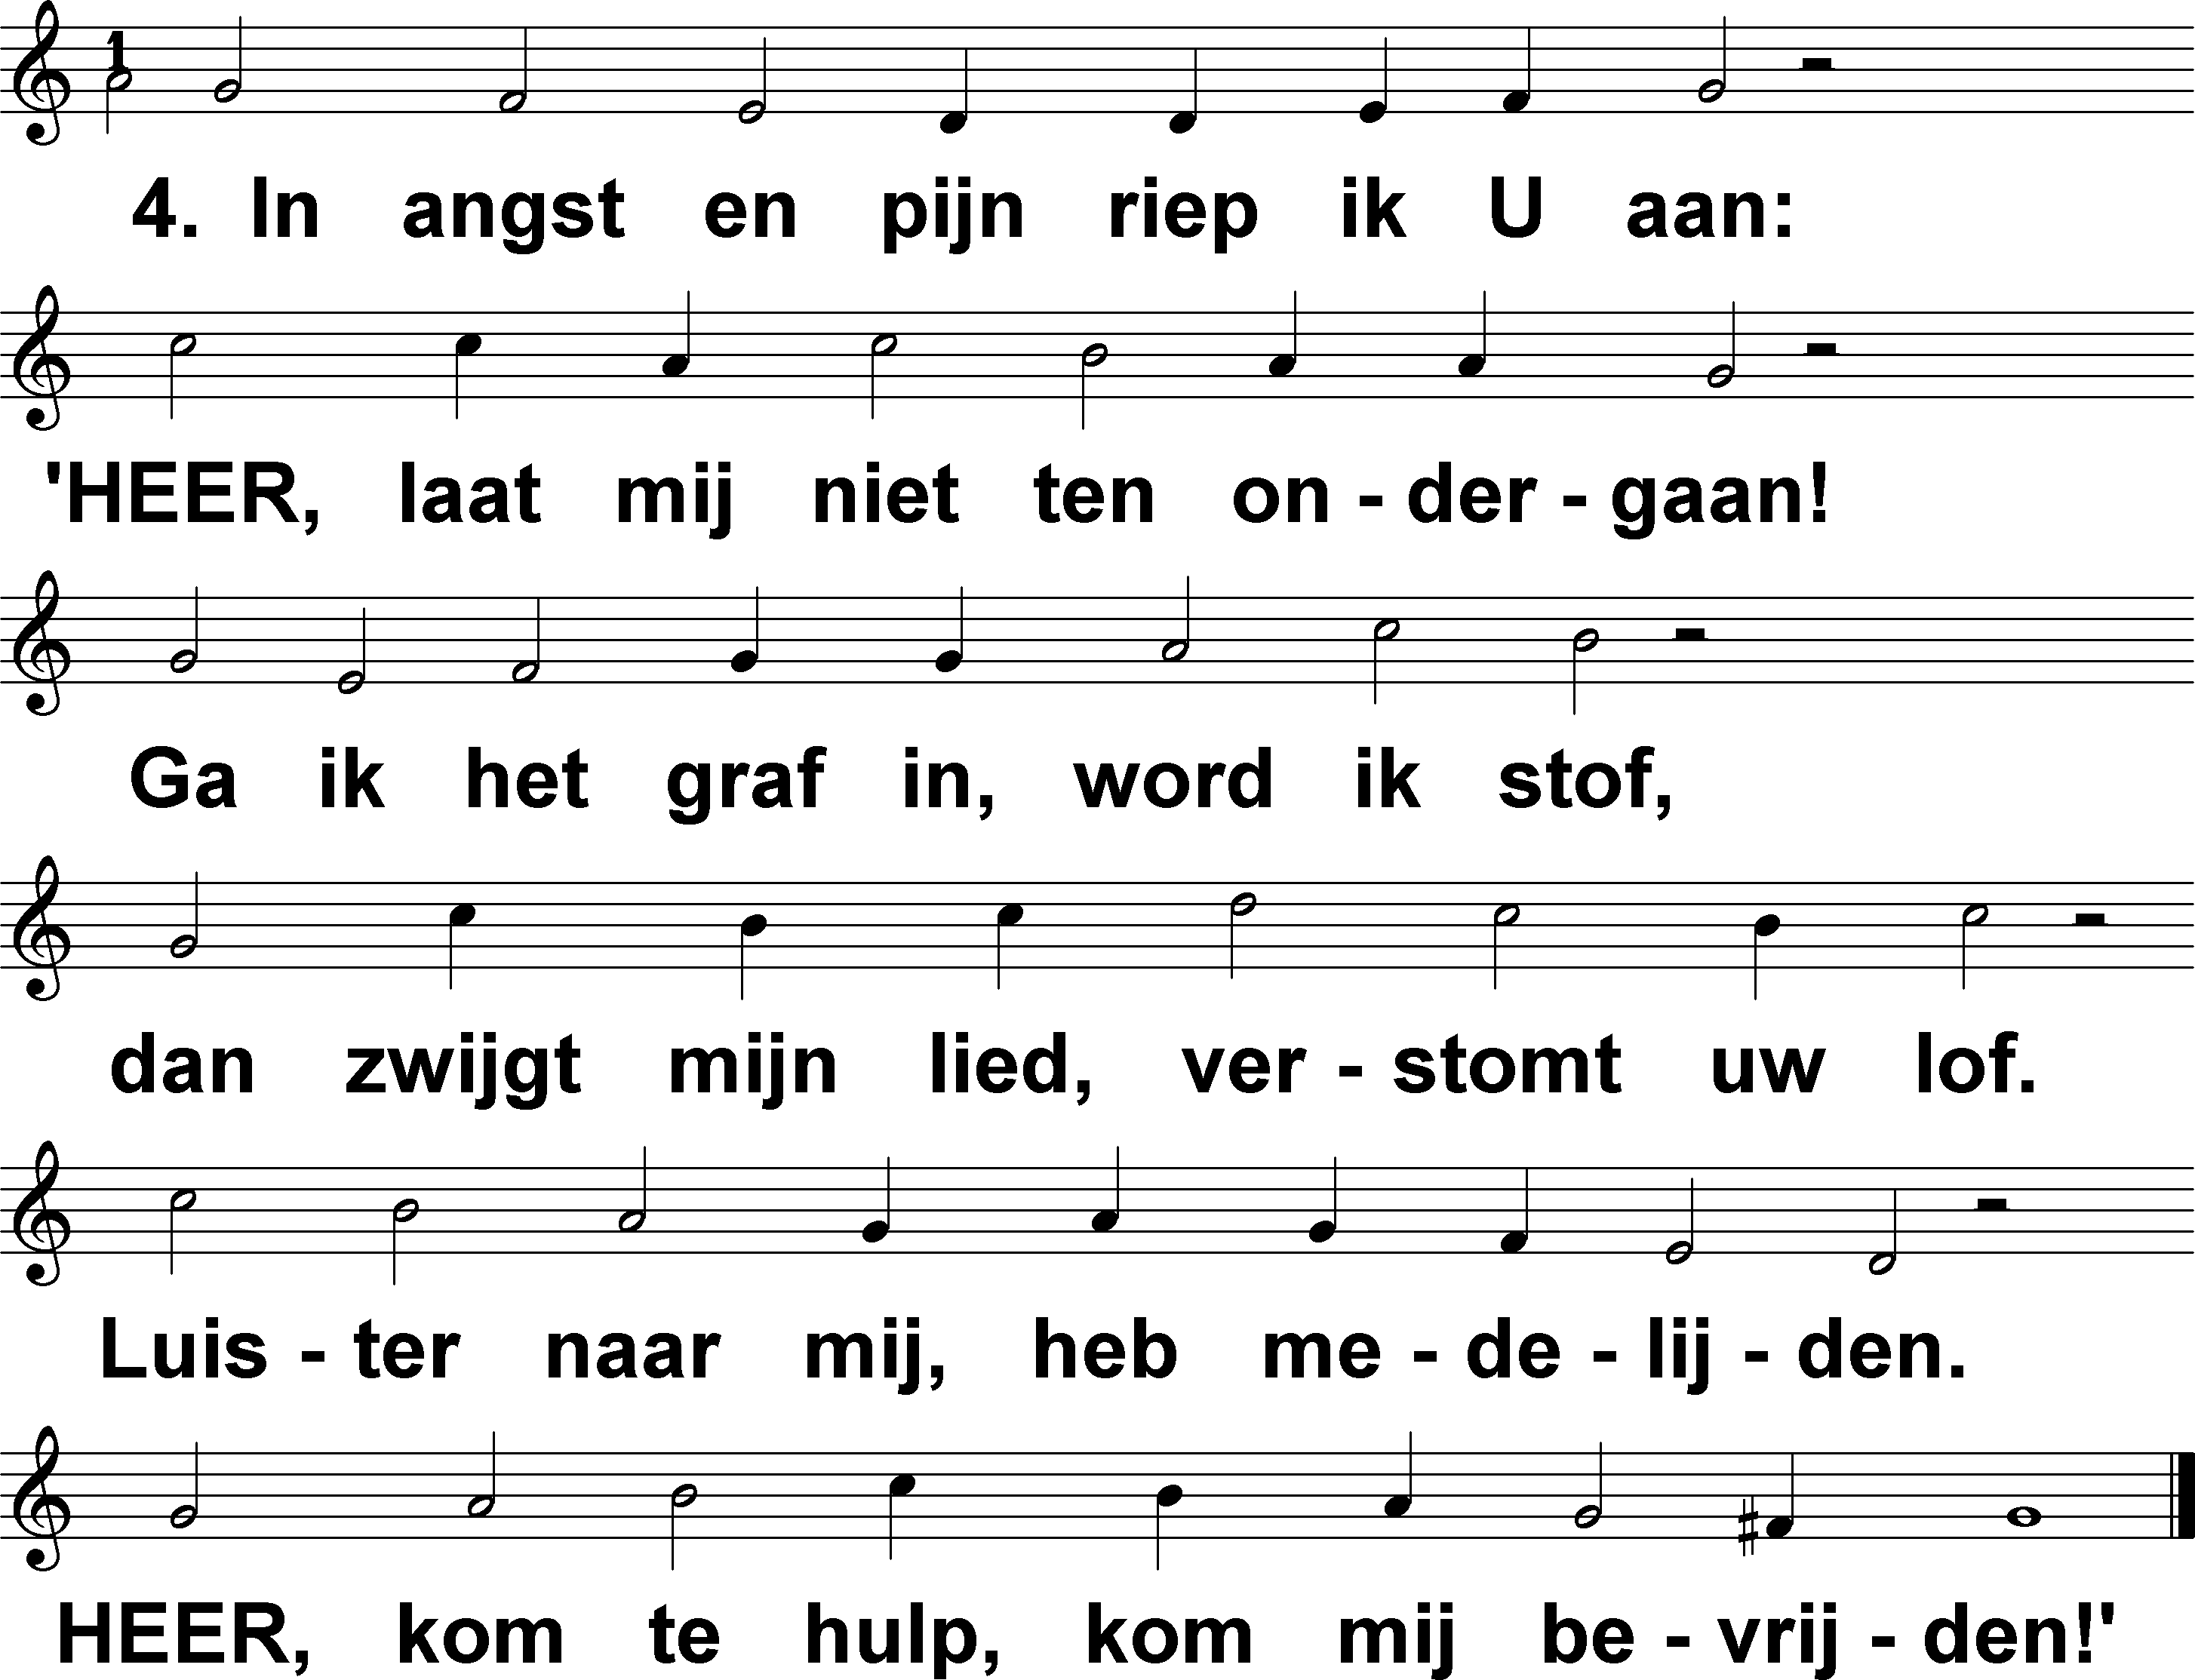 4. In angst en pijn riep ik U aan:
'HEER, laat mij niet ten on - der - gaan!
Ga ik het graf in, word ik stof,
dan zwijgt mijn lied, ver - stomt uw lof.
Luis - ter naar mij, heb me - de - lij - den.
HEER, kom te hulp, kom mij be - vrij - den!'